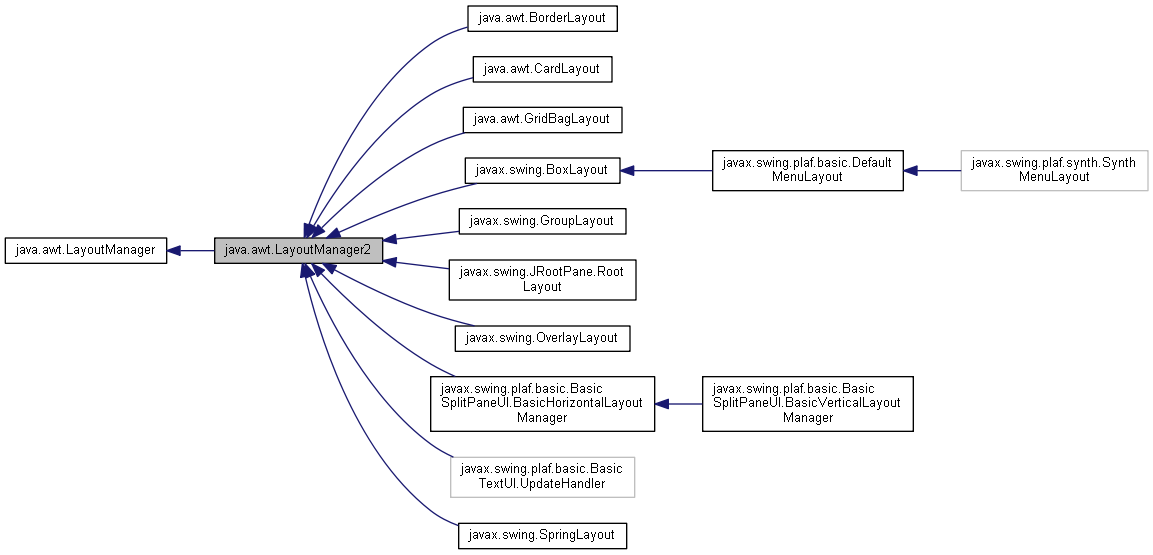 java.awt.BorderLayout
java.awt.CardLayout
java.awt.GridBagLayout
javax.swing.BoxLayout
javax.swing.plaf.basic.Default
MenuLayout
javax.swing.plaf.synth.Synth
MenuLayout
javax.swing.GroupLayout
java.awt.LayoutManager
java.awt.LayoutManager2
javax.swing.JRootPane.Root
Layout
javax.swing.OverlayLayout
javax.swing.plaf.basic.Basic
SplitPaneUI.BasicHorizontalLayout
Manager
javax.swing.plaf.basic.Basic
SplitPaneUI.BasicVerticalLayout
Manager
javax.swing.plaf.basic.Basic
TextUI.UpdateHandler
javax.swing.SpringLayout